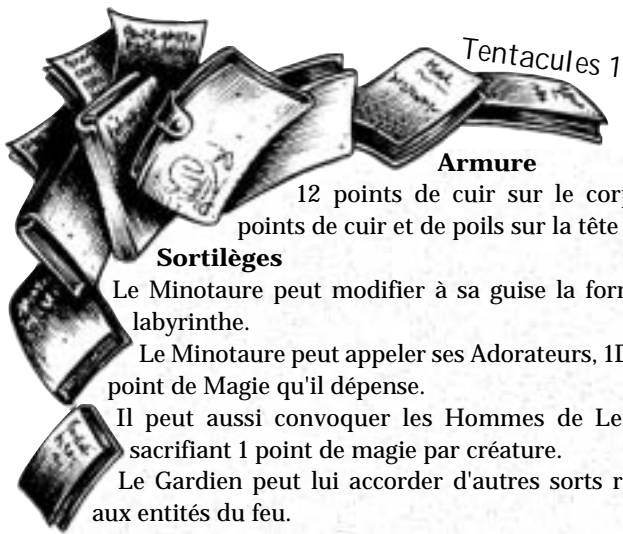 Tentacules 1
Armure
12 points de cuir sur le corp
points de cuir et de poils sur la tête
Sortilèges
Le Minotaure peut modifier à sa guise la forn
labyrinthe.
Le Minotaure peut appeler ses Adorateurs, 1D
point de Magie qu'il dépense.
Il peut aussi convoquer les Hommes de Le
sacrifiant 1 point de magie par créature.
Le Gardien peut lui accorder d'autres sorts r
aux entités du feu.